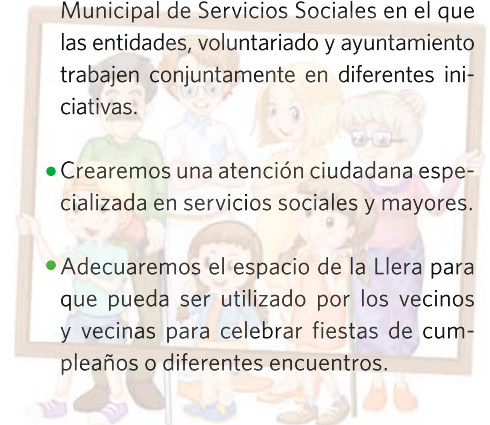 Municipal de Servicios Sociales en el que
las entidades, voluntariado y ayuntamiento
trabajen conjuntamente en diferentes ini-
ciativas.
• Crearemos una atención ciudadana espe-
cializada en servicios sociales y mayores.
• Adecuaremos el espacio de la Llera para
que pueda ser utilizado por los vecinos
y vecinas para celebrar fiestas de cum-
pleaños o diferentes encuentros.